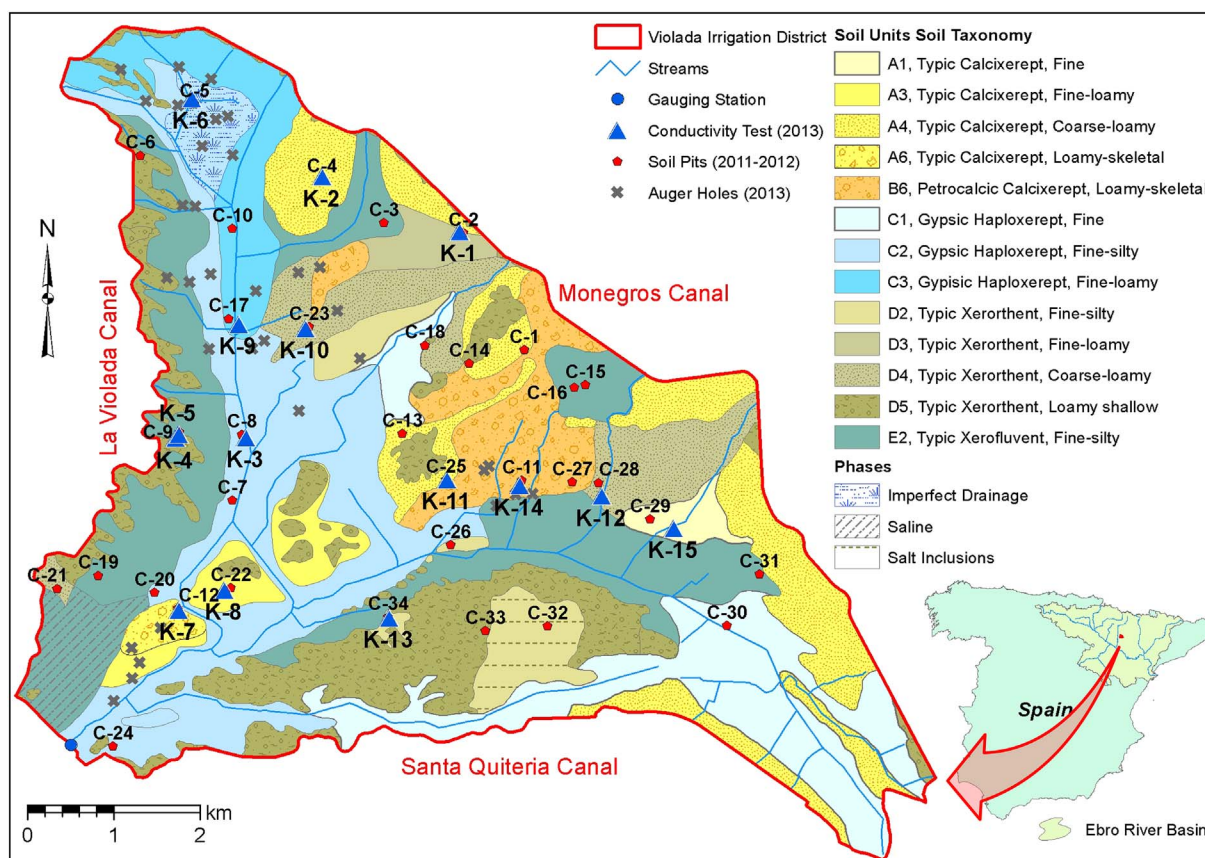 Violada Irrigation District
Streams
Gauging Station
Conductivity Test (2013)
Soil Pits (2011-2012)
Auger Holes (2013)
Soil Units Soil Taxonomy
A1, Typic Calcixerept, Fine
A3, Typic Calcixerept, Fine-loamy
A4, Typic Calcixerept, Coarse-loamy
A6, Typic Calcixerept, Loamy-skeletal
B6, Petrocalcic Calcixerept, Loamy-skeletal
C1, Gypsic Haploxerept, Fine
C2, Gypsic Haploxerept, Fine-silty
C3, Gypisic Haploxerept, Fine-loamy
D2, Typic Xerorthent, Fine-silty
D3, Typic Xerorthent, Fine-loamy
D4, Typic Xerorthent, Coarse-loamy
D5, Typic Xerorthent, Loamy shallow
E2, Typic Xerofluvent, Fine-silty
Phases
Imperfect Drainage
Saline
Salt Inclusions
C-5
K-6
C-6
C-4
K-2
C-3
C-2
K-1
C-10
N
La Violada Canal
Monegros Canal
C-17
K-9
C-23
K-10
C-18
C-14
C-1
C-16
C-15
K-5
C-9
K-4
C-8
K-3
C-13
C-7
C-25
K-11
C-11
K-14
C-27
C-28
K-12
C-29
K-15
C-26
C-31
C-21
C-19
C-20
C-22
C-12
K-8
K-7
C-34
K-13
C-33
C-32
C-30
C-24
Santa Quiteria Canal
Spain
Ebro River Basin
0
1
2
km